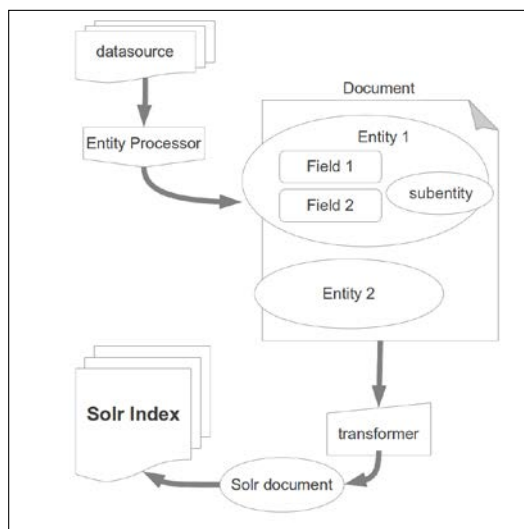 datasource
Document
Entity Processor
Entity 1
Field 1
Field 2
subentity
Entity 2
transformer
Solr Index
Solr document